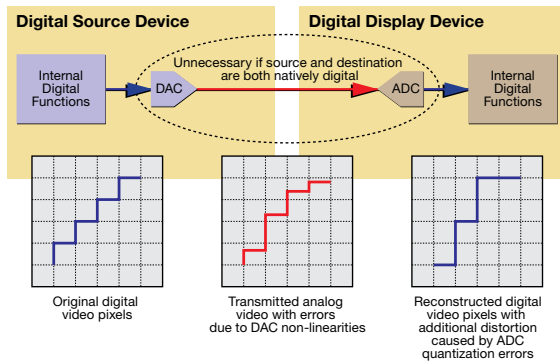 Digital Source Device
Digital Display Device
Unnecessary if source and destination
are both natively digital
Internal
Digital
Functions
DAC
ADC
Internal
Digital
Functions
Original digital
video pixels
Transmitted analog
video with errors
due to DAC non-linearities
Reconstructed digital
video pixels with
additional distortion
caused by ADC
quantization errors